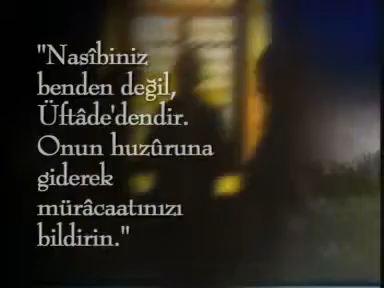 "Nasîbiniz
benden değil,
Üftâde'dendir.
Onun huzûruna
giderek
mürâcaatınızı
bildirin."